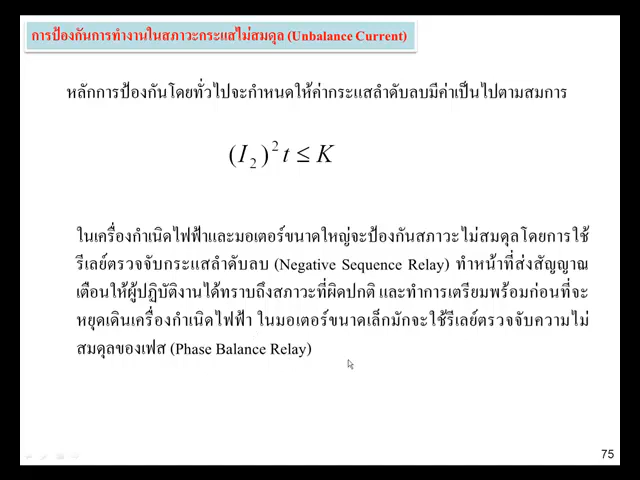 การป้องกันการทำงานในสภาวะกระแสไม่สมดุล (Unbalance Current)
หลักการป้องกันโดยทั่วไปจะกำหนดให้ค่ากระแสลำดับลบมีค่าเป็นไปตามสมการ
(I₂)² t ≤ K
ในเครื่องกำเนิดไฟฟ้าและมอเตอร์ขนาดใหญ่จะป้องกันสภาวะไม่สมดุลโดยการใช้
รีเลย์ตรวจจับกระแสลำดับลบ (Negative Sequence Relay) ทำหน้าที่ส่งสัญญาณ
เตือนให้ผู้ปฏิบัติงานได้ทราบถึงสภาวะที่ผิดปกติ และทำการเตรียมพร้อมก่อนที่จะ
หยุดเดินเครื่องกำเนิดไฟฟ้า ในมอเตอร์ขนาดเล็กมักจะใช้รีเลย์ตรวจจับความไม่
สมดุลของเฟส (Phase Balance Relay)
75